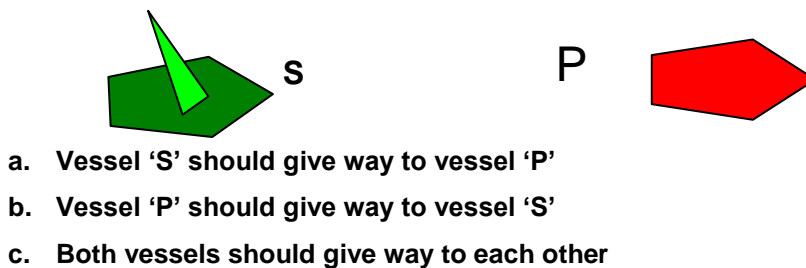 S P
a. Vessel ‘S’ should give way to vessel ‘P’
b. Vessel ‘P’ should give way to vessel ‘S’
c. Both vessels should give way to each other